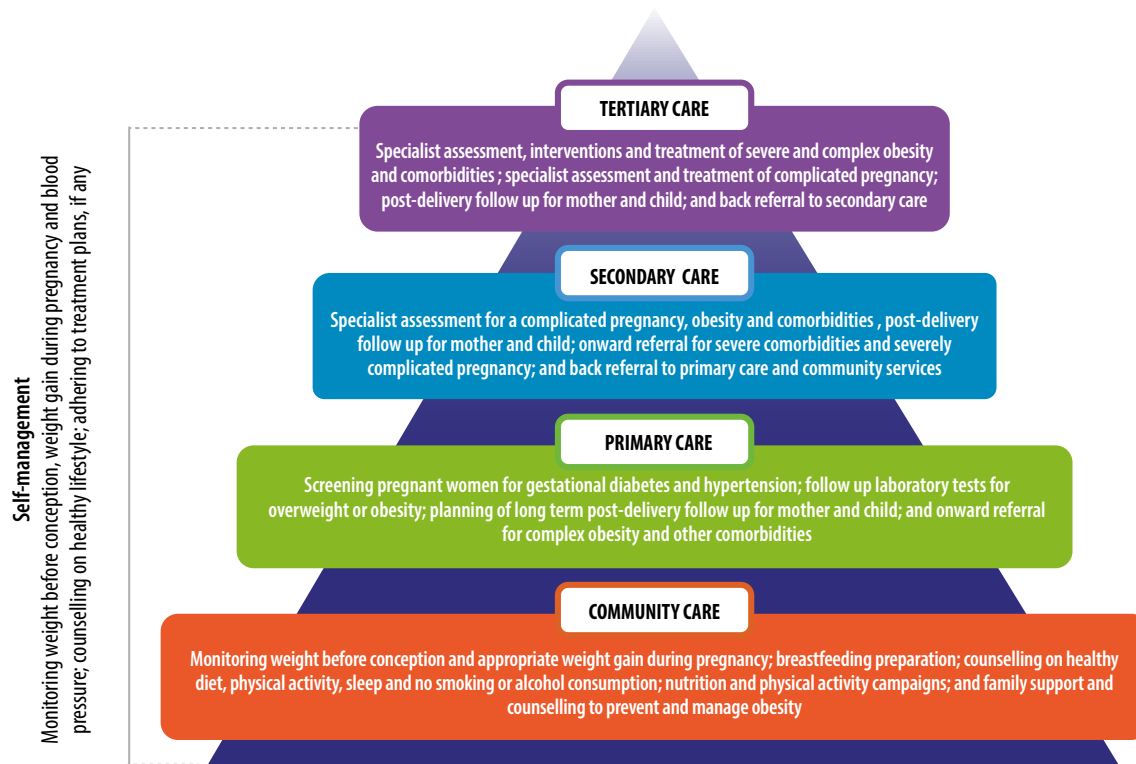 Self-management
Monitoring weight before conception, weight gain during pregnancy and blood
pressure; counselling on healthy lifestyle; adhering to treatment plans, if any
TERTIARY CARE
Specialist assessment, interventions and treatment of severe and complex obesity
and comorbidities ; specialist assessment and treatment of complicated pregnancy;
post-delivery follow up for mother and child; and back referral to secondary care
SECONDARY CARE
Specialist assessment for a complicated pregnancy, obesity and comorbidities , post-delivery
follow up for mother and child; onward referral for severe comorbidities and severely
complicated pregnancy; and back referral to primary care and community services
PRIMARY CARE
Screening pregnant women for gestational diabetes and hypertension; follow up laboratory tests for
overweight or obesity; planning of long term post-delivery follow up for mother and child; and onward referral
for complex obesity and other comorbidities
COMMUNITY CARE
Monitoring weight before conception and appropriate weight gain during pregnancy; breastfeeding preparation; counselling on healthy
diet, physical activity, sleep and no smoking or alcohol consumption; nutrition and physical activity campaigns; and family support and
counselling to prevent and manage obesity